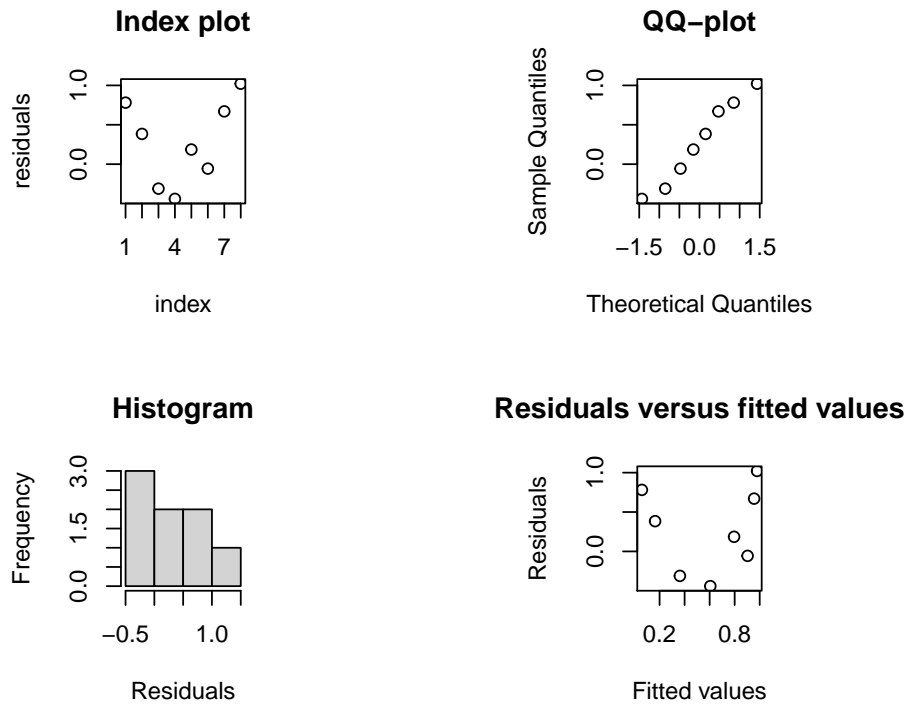 Index plot
residuals
0.0 1.0
1 4 7
index
QQ−plot
Sample Quantiles
0.0 1.0
−1.5 0.0 1.5
Theoretical Quantiles
Histogram
Frequency
0.0 1.5 3.0
−0.5 1.0
Residuals
Residuals versus fitted values
Residuals
0.0 1.0
0.2 0.8
Fitted values